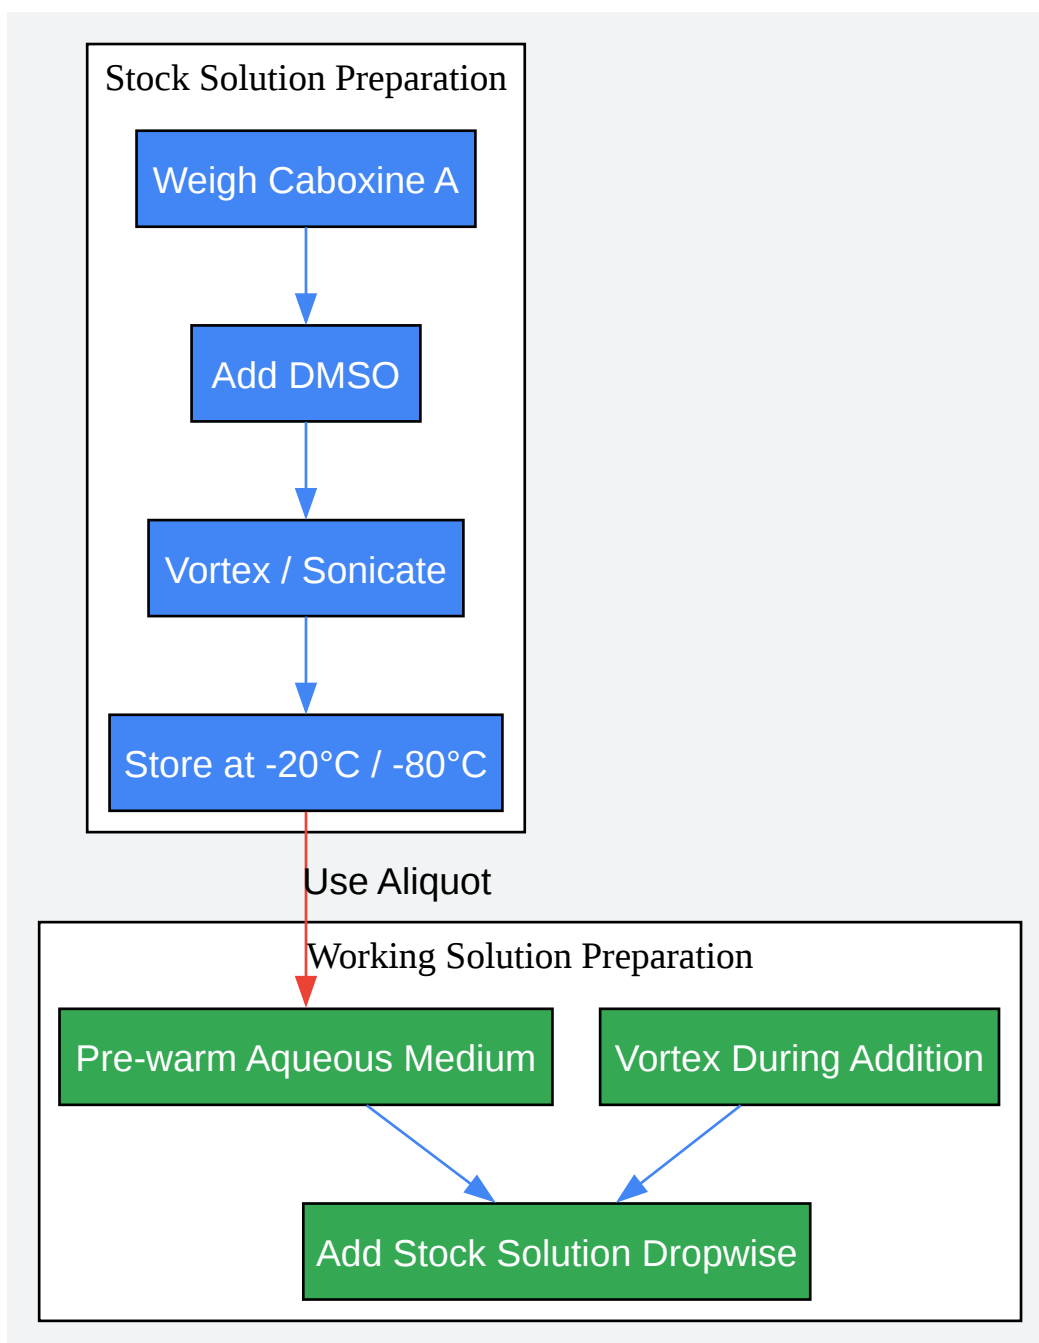 Stock Solution Preparation
Weigh Caboxine A
Add DMSO
Vortex / Sonicate
Store at -20°C / -80°C
Use Aliquot
Working Solution Preparation
Pre-warm Aqueous Medium
Vortex During Addition
Add Stock Solution Dropwise